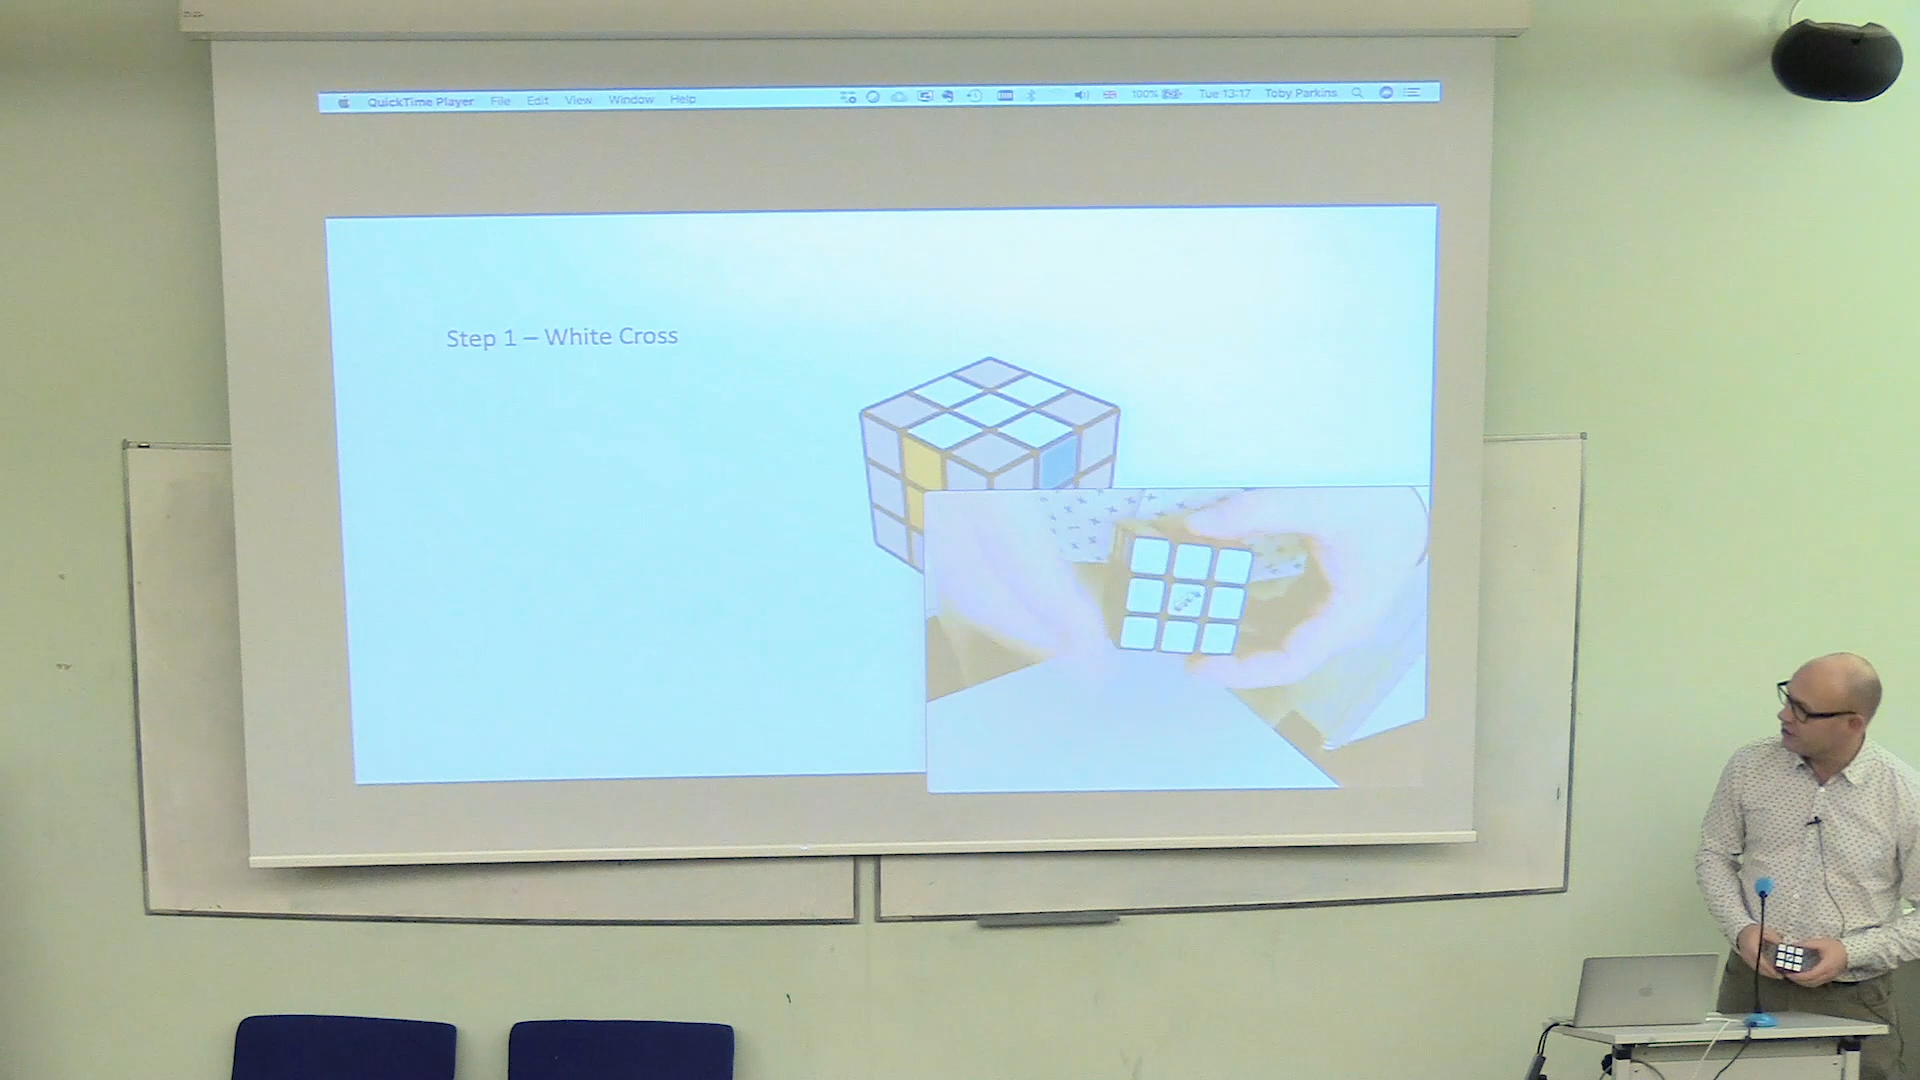 QuickTime Player File Edit View Window Help 100% Tue 13:17 Toby Parkins
Step 1 – White Cross